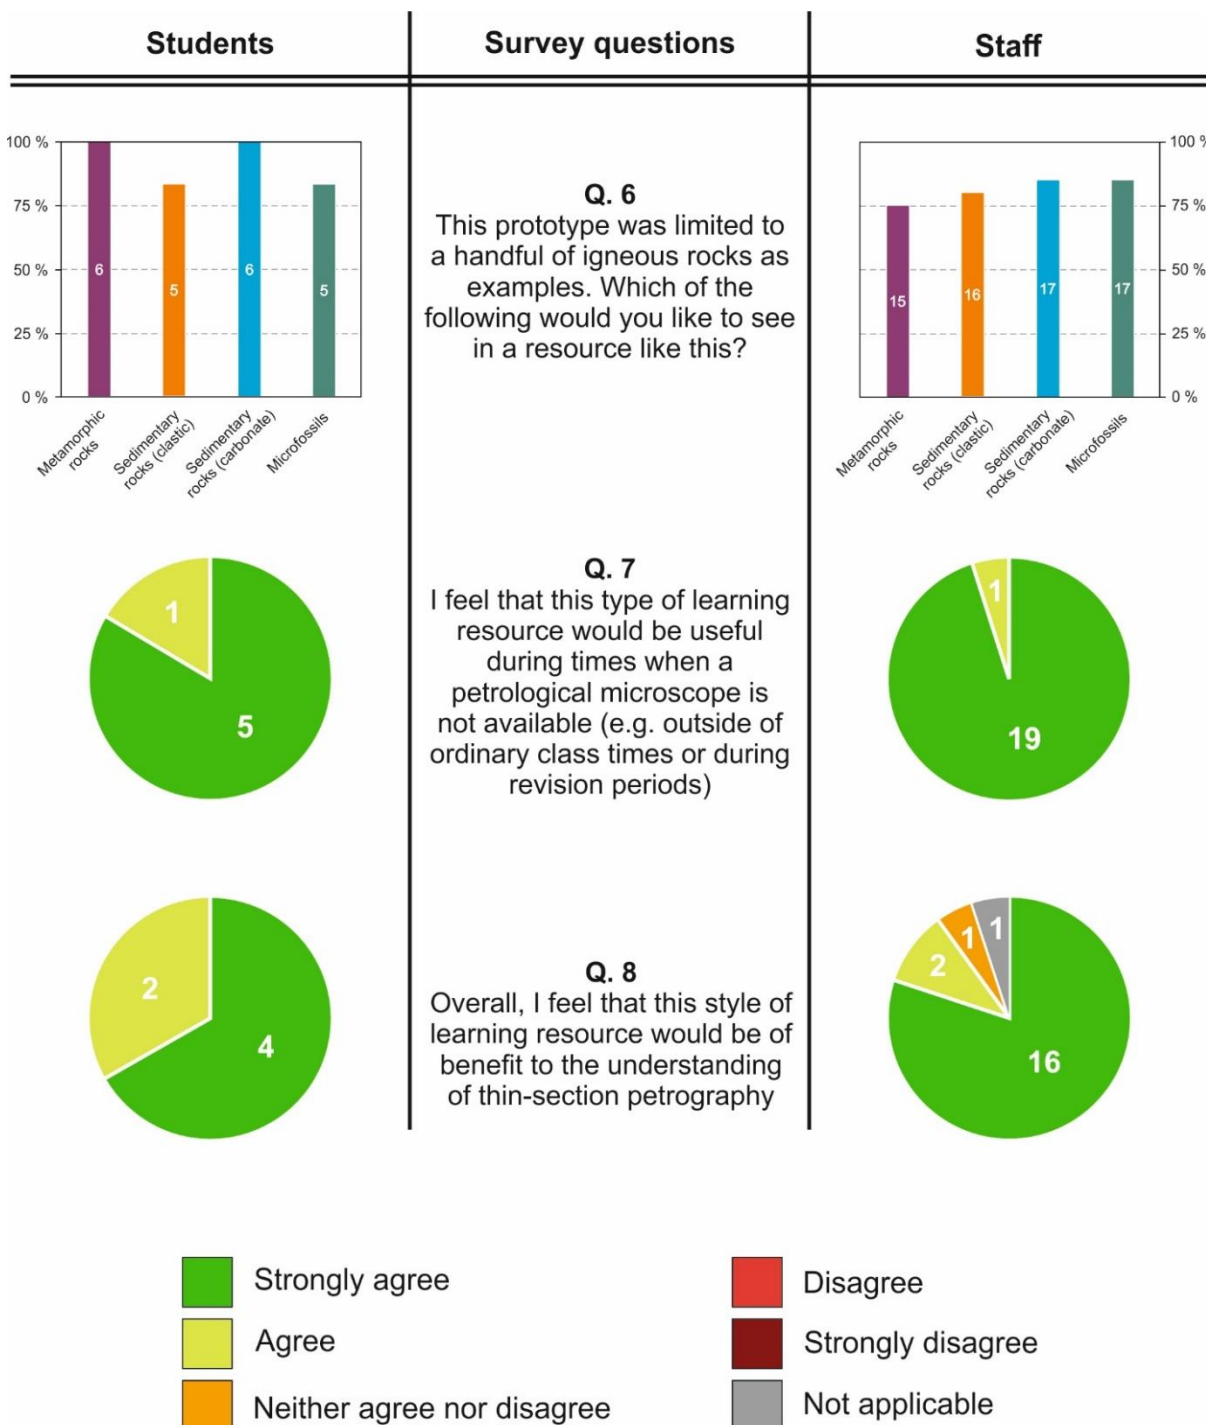 Students
Survey questions
Staff
100 %
75 %
50 %
25 %
0 %
6
5
6
5
Metamorphic
rocks
Sedimentary
rocks (clastic)
Sedimentary
rocks (carbonate)
Microfossils
Q. 6
This prototype was limited to
a handful of igneous rocks as
examples. Which of the
following would you like to see
in a resource like this?
100 %
75 %
50 %
25 %
0 %
15
16
17
17
Metamorphic
rocks
Sedimentary
rocks (clastic)
Sedimentary
rocks (carbonate)
Microfossils
1
5
Q. 7
I feel that this type of learning
resource would be useful
during times when a
petrological microscope is
not available (e.g. outside of
ordinary class times or during
revision periods)
1
19
2
4
Q. 8
Overall, I feel that this style of
learning resource would be of
benefit to the understanding
of thin-section petrography
2
1
1
16
Strongly agree
Agree
Neither agree nor disagree
Disagree
Strongly disagree
Not applicable